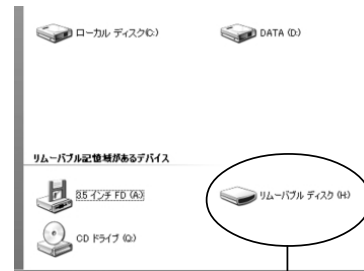 ローカル ディスク(C:)
DATA (D:)
リムーバブル記憶域があるデバイス
3.5 インチ FD (A:)
リムーバブル ディスク (H:)
CD ドライブ (Q:)